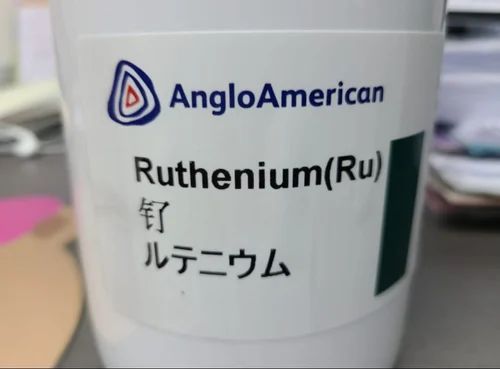 AngloAmerican
Ruthenium(Ru)
钌
ルテニウム